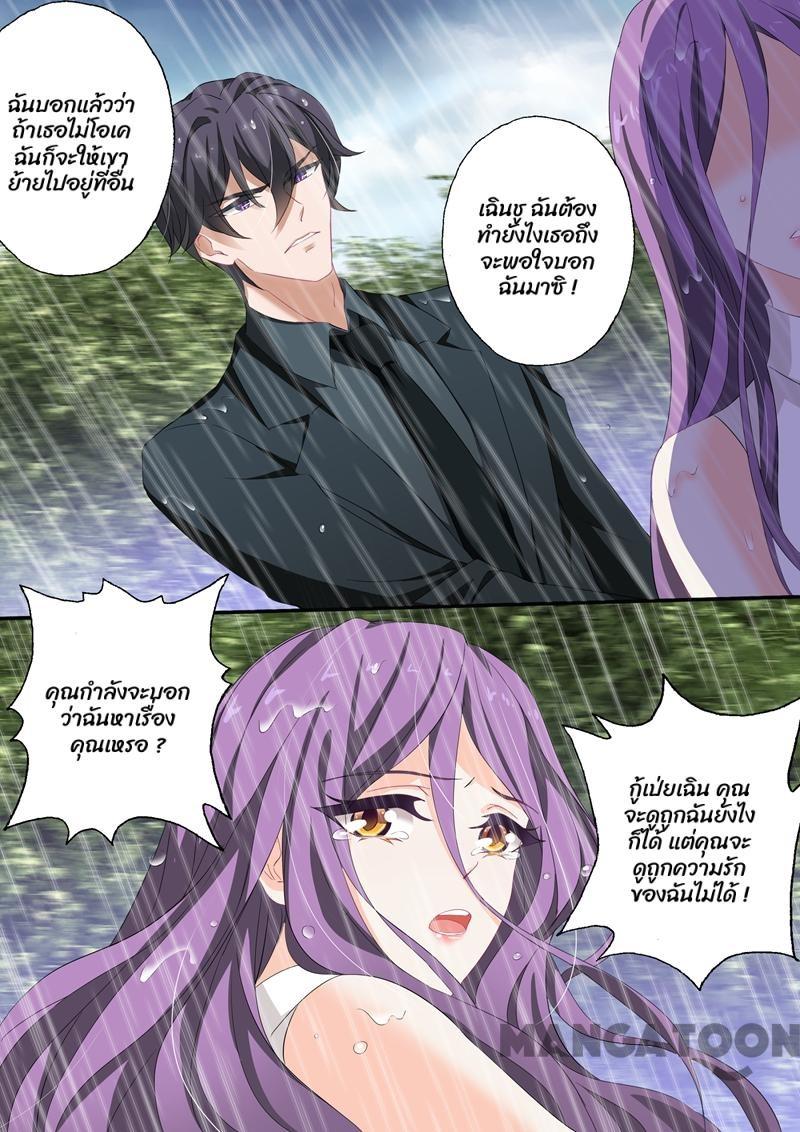 ฉันบอกแล้วว่า
ถ้าเธอไม่โอเค
ฉันก็จะให้เขา
ย้ายไปอยู่ที่อื่น
เฉินชู ฉันต้อง
ทำยังไงเธอถึง
จะพอใจบอก
ฉันมาซิ !
คุณกำลังจะบอก
ว่าฉันหาเรื่อง
คุณเหรอ ?
กู้เป่ยเฉิน คุณ
จะดูถูกฉันยังไง
ก็ได้ แต่คุณจะ
ดูถูกความรัก
ของฉันไม่ได้ !
MANGATOON